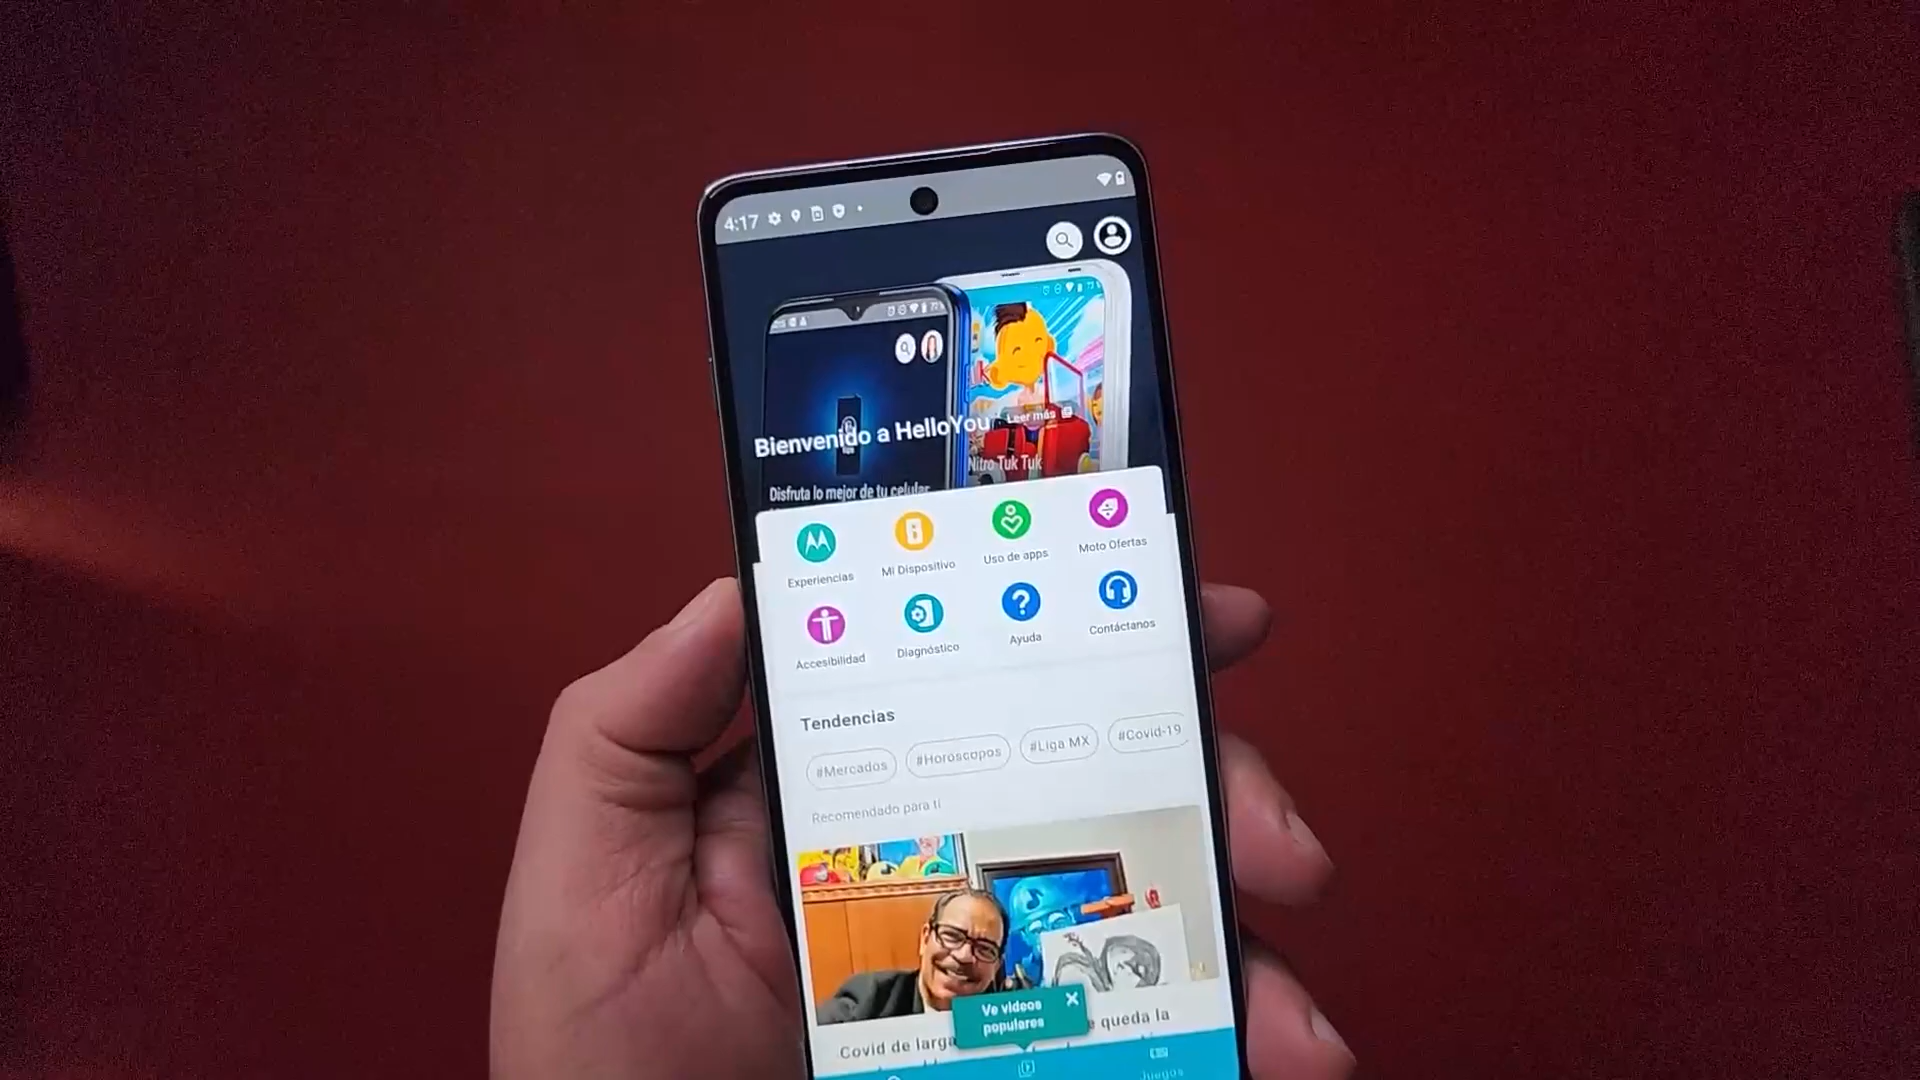 4:17
Bienvenido a HelloYou
Leer más
Nitro Tuk Tuk
Disfruta lo mejor de tu celular
Experiencias
Mi Dispositivo
Uso de apps
Moto Ofertas
Accesibilidad
Diagnóstico
Ayuda
Contáctanos
Tendencias
#Mercados
#Horóscopos
#Liga MX
#Covid-19
Recomendado para ti
Ve videos
populares
Covid de larga
e queda la
Juegos